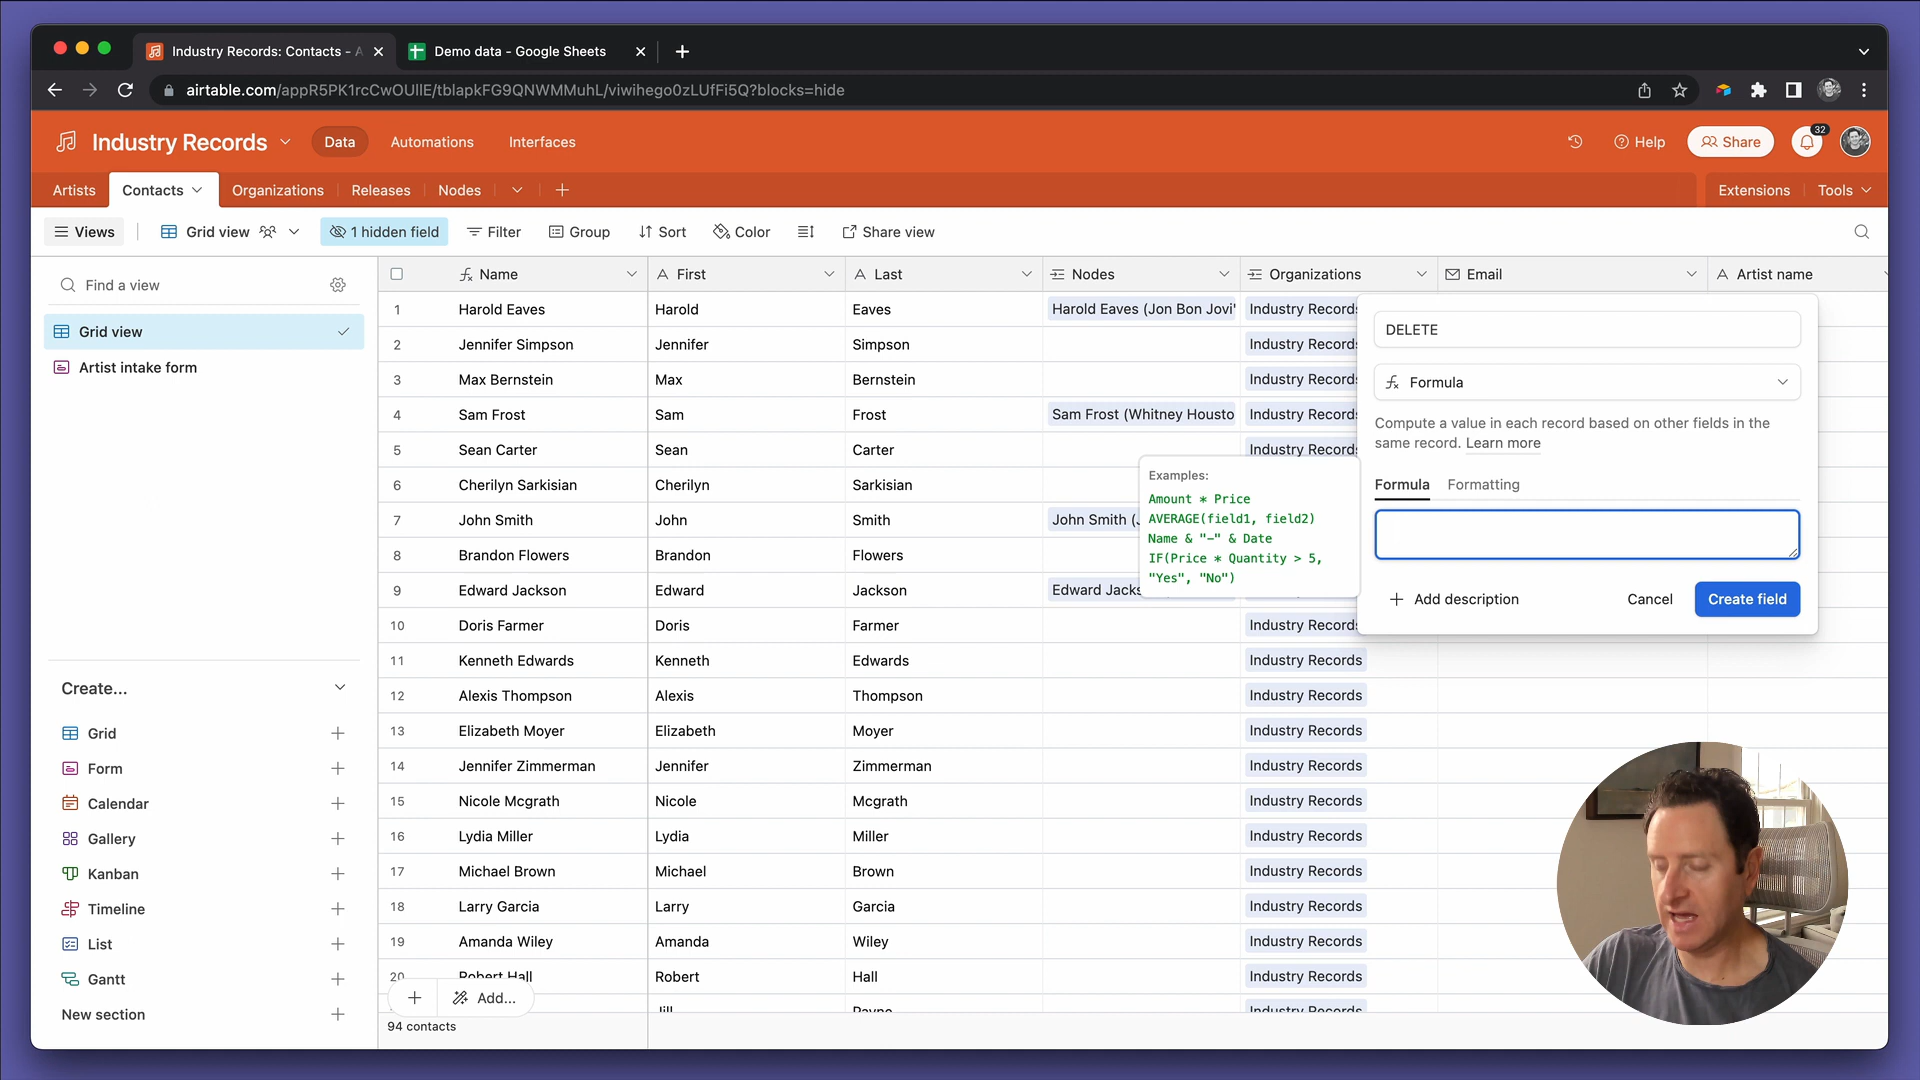 Industry Records: Contacts - A
Demo data - Google Sheets
airtable.com/appR5PK1rcCwOUIlE/tblapkFG9QNWMMuhL/viwihego0zLUfFi5Q?blocks=hide
Industry Records
Data
Automations
Interfaces
Help
Share
32
Artists
Contacts
Organizations
Releases
Nodes
Extensions
Tools
Views
Grid view
1 hidden field
Filter
Group
Sort
Color
Share view
Find a view
Grid view
Artist intake form
Create...
Grid
Form
Calendar
Gallery
Kanban
Timeline
List
Gantt
New section
Name First Last Nodes Organizations Email Artist name
1 Harold Eaves Harold Eaves Harold Eaves (Jon Bon Jovi' Industry Records
2 Jennifer Simpson Jennifer Simpson Industry Records
3 Max Bernstein Max Bernstein Industry Records
4 Sam Frost Sam Frost Sam Frost (Whitney Housto Industry Records
5 Sean Carter Sean Carter Industry Records
6 Cherilyn Sarkisian Cherilyn Sarkisian
7 John Smith John Smith John Smith (J
8 Brandon Flowers Brandon Flowers
9 Edward Jackson Edward Jackson Edward Jacks
10 Doris Farmer Doris Farmer Industry Records
11 Kenneth Edwards Kenneth Edwards Industry Records
12 Alexis Thompson Alexis Thompson Industry Records
13 Elizabeth Moyer Elizabeth Moyer Industry Records
14 Jennifer Zimmerman Jennifer Zimmerman Industry Records
15 Nicole Mcgrath Nicole Mcgrath Industry Records
16 Lydia Miller Lydia Miller Industry Records
17 Michael Brown Michael Brown Industry Records
18 Larry Garcia Larry Garcia Industry Records
19 Amanda Wiley Amanda Wiley Industry Records
20 Robert Hall Robert Hall Industry Records
Jill Payne Industry Records
Add...
94 contacts
DELETE
Formula
Compute a value in each record based on other fields in the
same record. Learn more
Formula
Formatting
Examples:
Amount * Price
AVERAGE(field1, field2)
Name & "-" & Date
IF(Price * Quantity > 5,
"Yes", "No")
Add description
Cancel
Create field